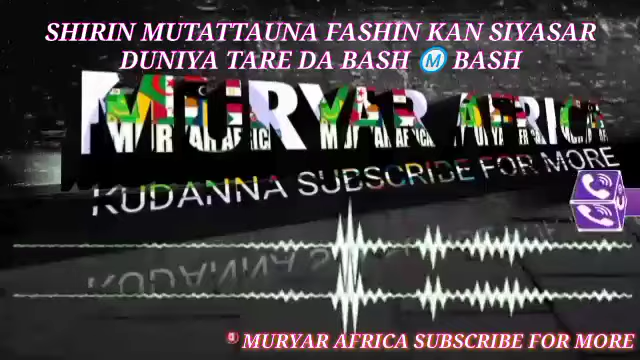 SHIRIN MUTATTAUNA FASHIN KAN SIYASAR
DUNIYA TARE DA BASH M BASH
MURYAR AFRICA
KUDANNA SUBSCRIBE FOR MORE
MURYAR AFRICA SUBSCRIBE FOR MORE